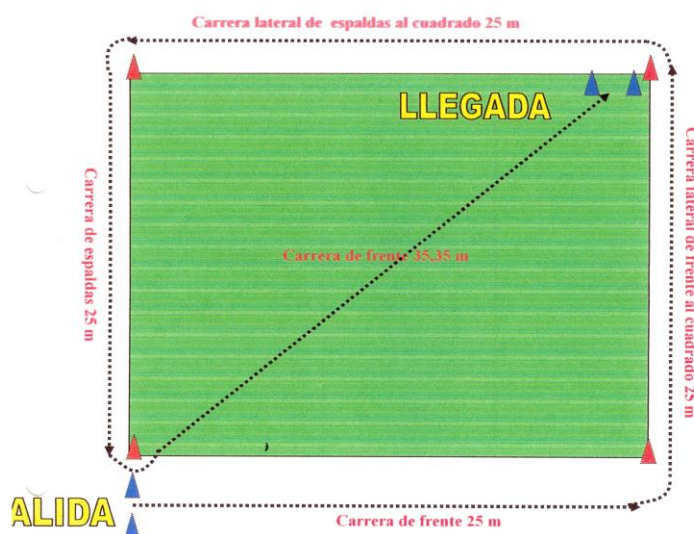 Carrera lateral de espaldas al cuadrado 25 m
LLEGADA
Carrera de espaldas 25 m
Carrera de frente 35,35 m
Carrera lateral de frente al cuadrado 25 m
ALIDA
Carrera de frente 25 m